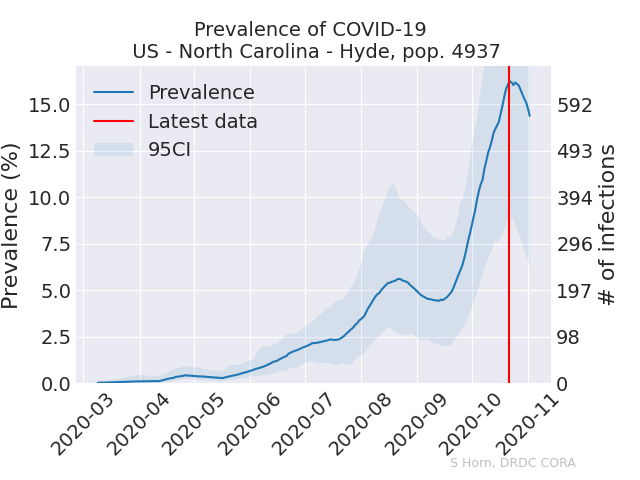 Prevalence of COVID-19
US - North Carolina - Hyde, pop. 4937
Prevalence
Latest data
95CI
Prevalence (%)
15.0
12.5
10.0
7.5
5.0
2.5
0.0
592
493
394
296
197
98
0
# of infections
2020-03
2020-04
2020-05
2020-06
2020-07
2020-08
2020-09
2020-10
2020-11
S Horn, DRDC CORA